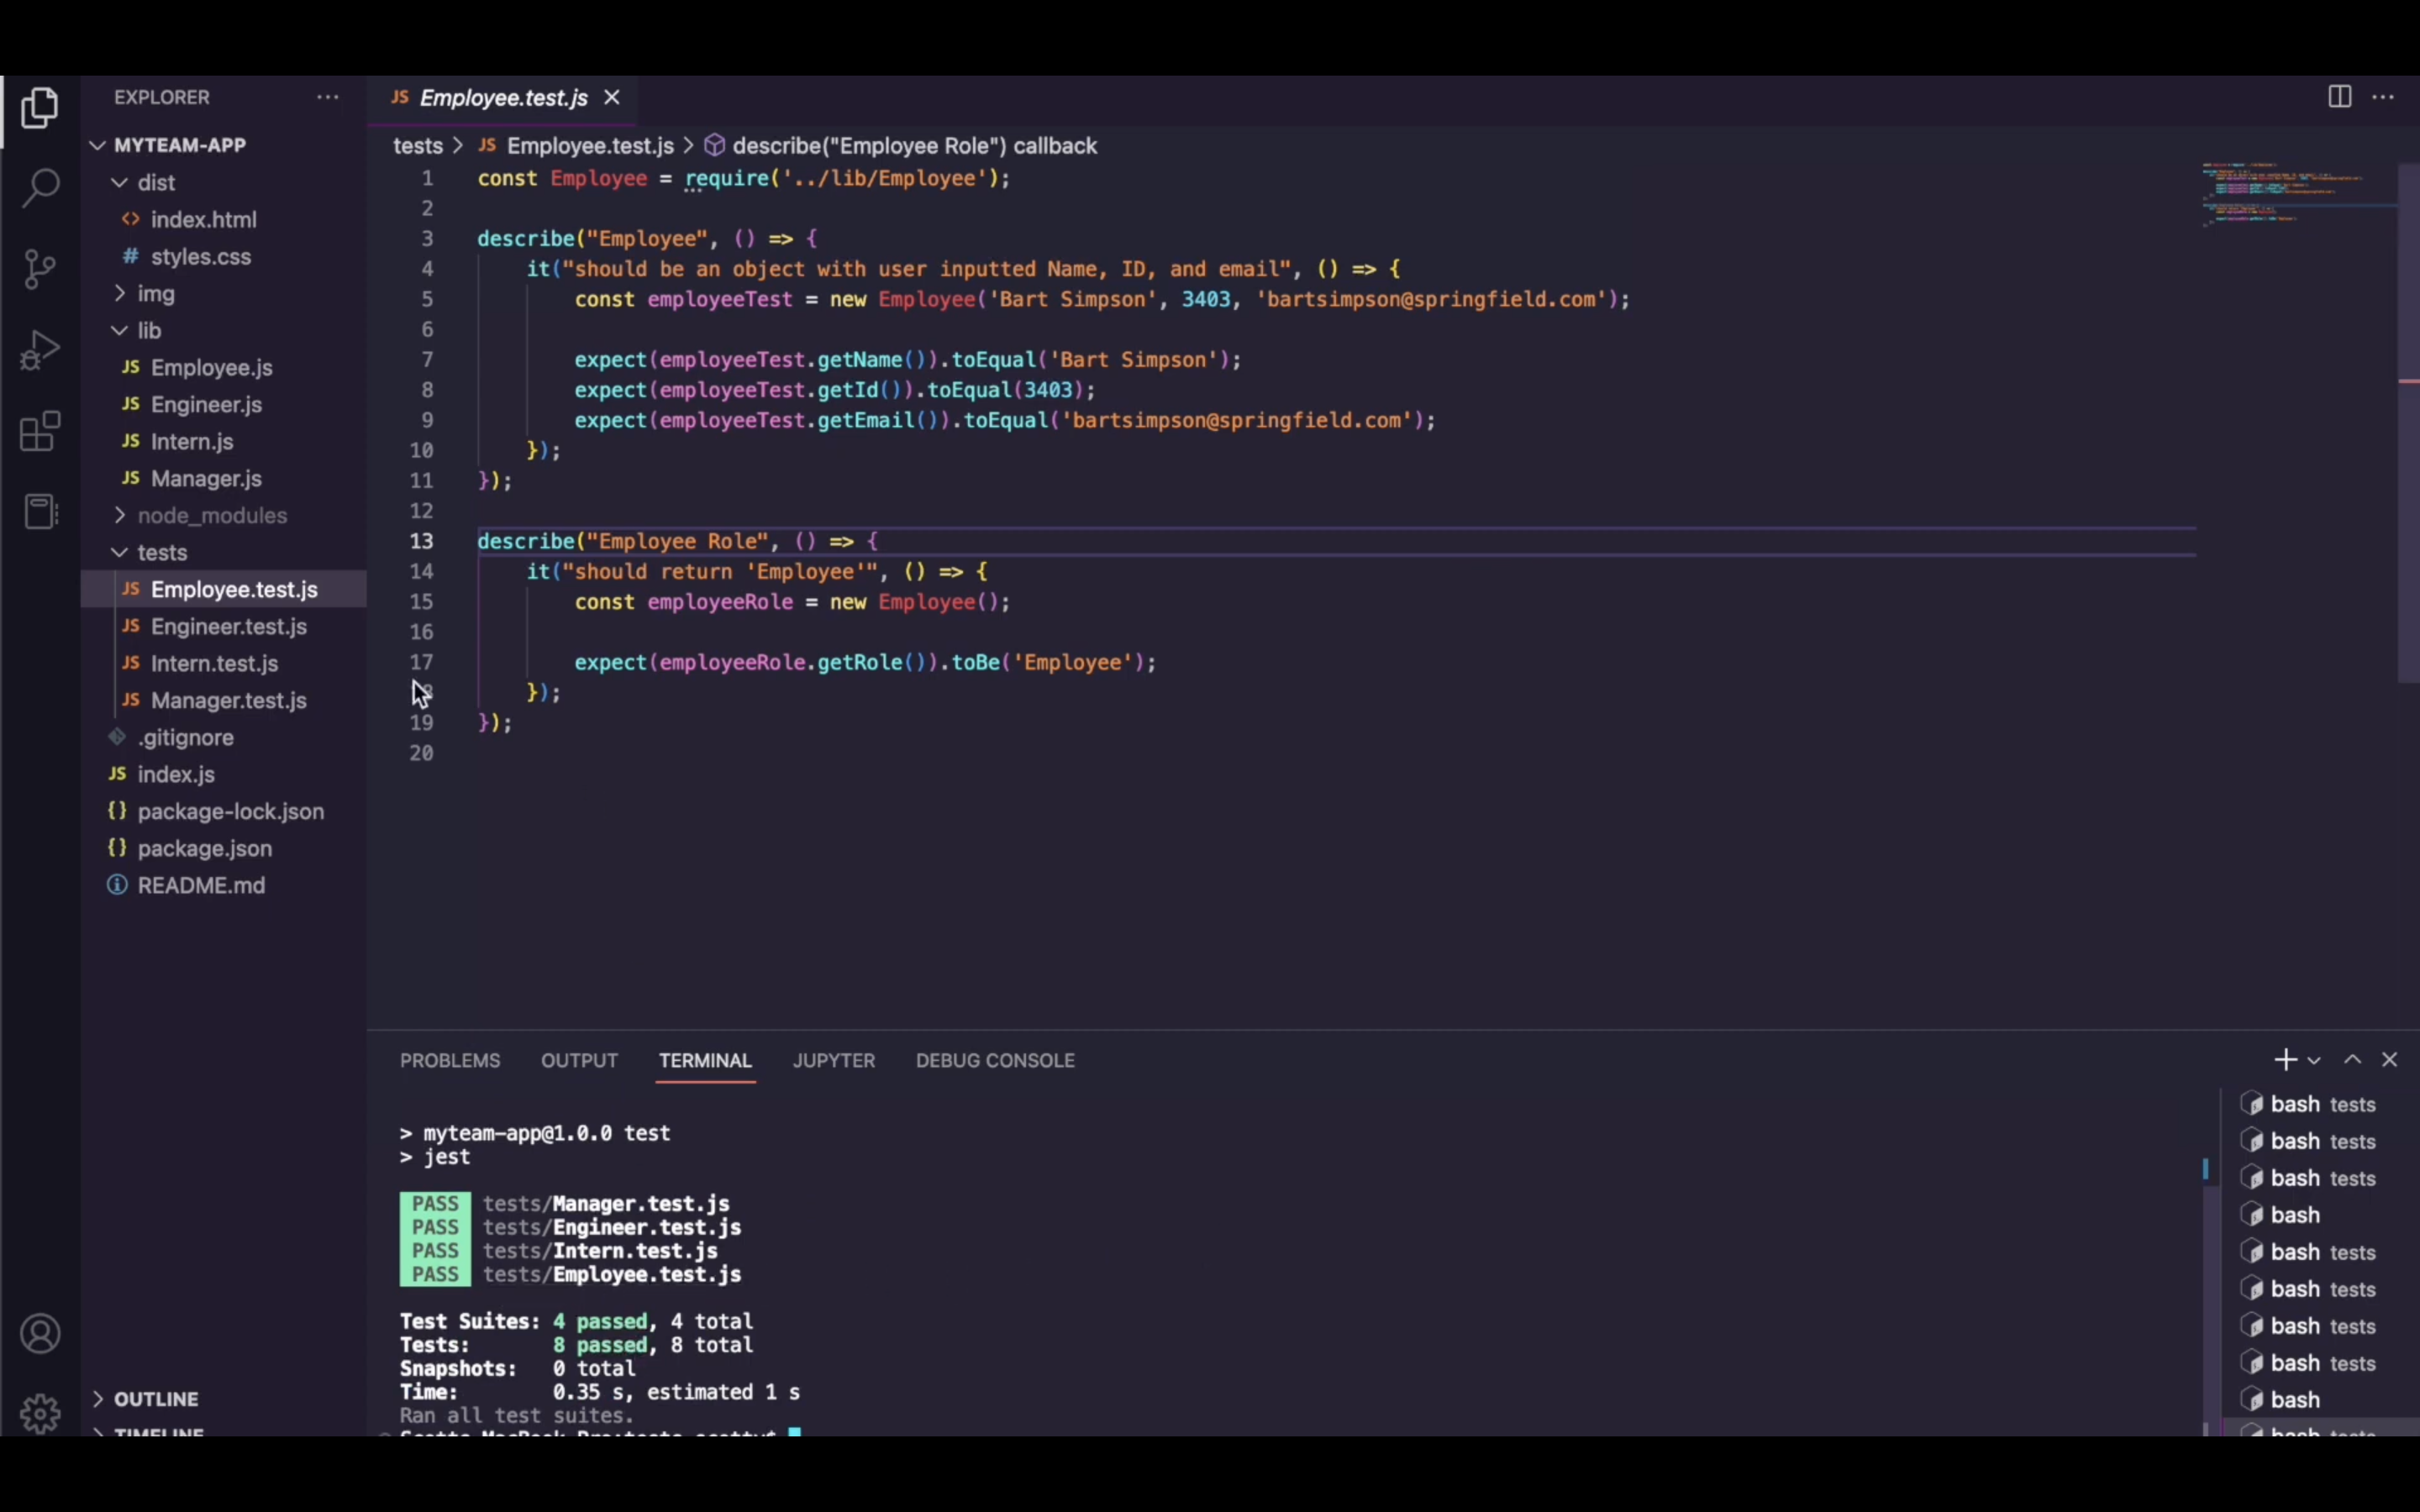 EXPLORER
MYTEAM-APP
dist
index.html
styles.css
img
lib
Employee.js
Engineer.js
Intern.js
Manager.js
node_modules
tests
Employee.test.js
Engineer.test.js
Intern.test.js
Manager.test.js
.gitignore
index.js
package-lock.json
package.json
README.md
OUTLINE
TIMELINE
JS Employee.test.js
tests > JS Employee.test.js > describe("Employee Role") callback
1 const Employee = require('../lib/Employee');
2
3 describe("Employee", () => {
4 it("should be an object with user inputted Name, ID, and email", () => {
5 const employeeTest = new Employee('Bart Simpson', 3403, 'bartsimpson@springfield.com');
6
7 expect(employeeTest.getName()).toEqual('Bart Simpson');
8 expect(employeeTest.getId()).toEqual(3403);
9 expect(employeeTest.getEmail()).toEqual('bartsimpson@springfield.com');
10 });
11 });
12
13 describe("Employee Role", () => {
14 it("should return 'Employee'", () => {
15 const employeeRole = new Employee();
16
17 expect(employeeRole.getRole()).toBe('Employee');
18 });
19 });
20
PROBLEMS OUTPUT TERMINAL JUPYTER DEBUG CONSOLE
> myteam-app@1.0.0 test
> jest
PASS tests/Manager.test.js
PASS tests/Engineer.test.js
PASS tests/Intern.test.js
PASS tests/Employee.test.js
Test Suites: 4 passed, 4 total
Tests: 8 passed, 8 total
Snapshots: 0 total
Time: 0.35 s, estimated 1 s
Ran all test suites.
bash tests
bash tests
bash tests
bash
bash tests
bash tests
bash tests
bash tests
bash
bash tests